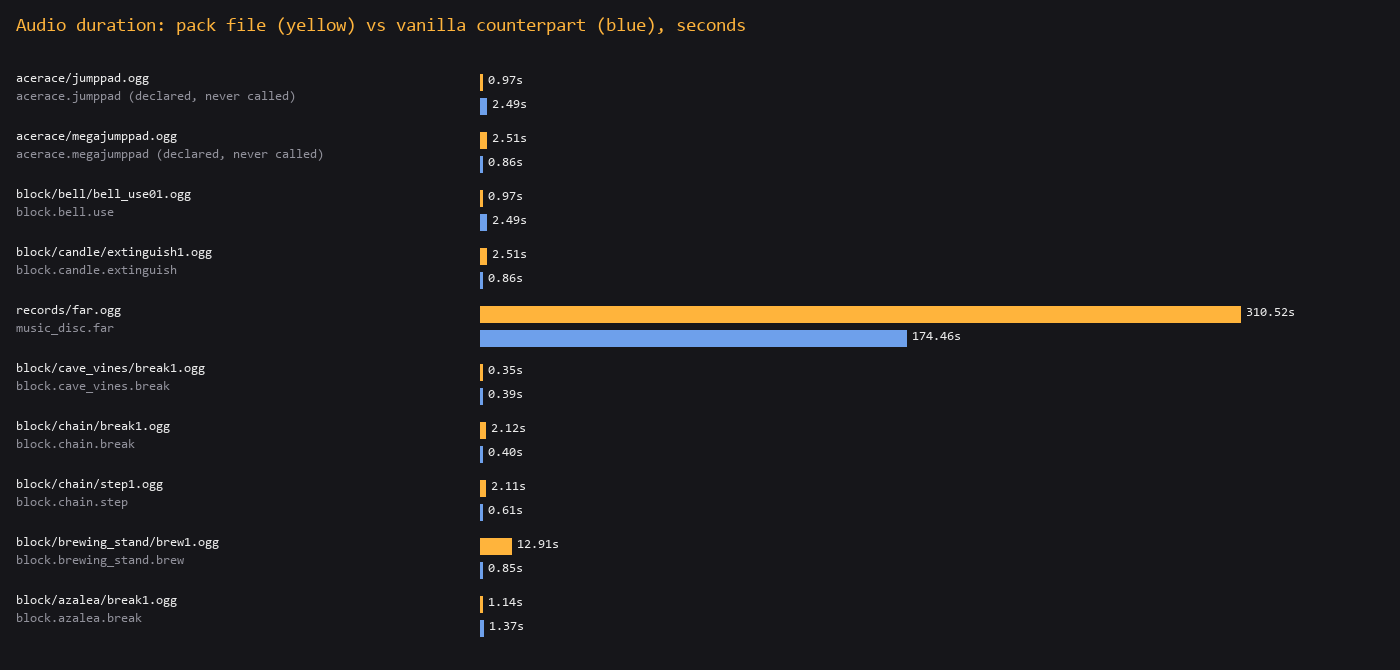 Audio duration: pack file (yellow) vs vanilla counterpart (blue), seconds
acerace/jumppad.ogg
0.97s
acerace.jumppad (declared, never called)
2.49s
acerace/megajumppad.ogg
2.51s
acerace.megajumppad (declared, never called)
0.86s
block/bell/bell_use01.ogg
0.97s
block.bell.use
2.49s
block/candle/extinguish1.ogg
2.51s
block.candle.extinguish
0.86s
records/far.ogg
310.52s
music_disc.far
174.46s
block/cave_vines/break1.ogg
0.35s
block.cave_vines.break
0.39s
block/chain/break1.ogg
2.12s
block.chain.break
0.40s
block/chain/step1.ogg
2.11s
block.chain.step
0.61s
block/brewing_stand/brew1.ogg
12.91s
block.brewing_stand.brew
0.85s
block/azalea/break1.ogg
1.14s
block.azalea.break
1.37s